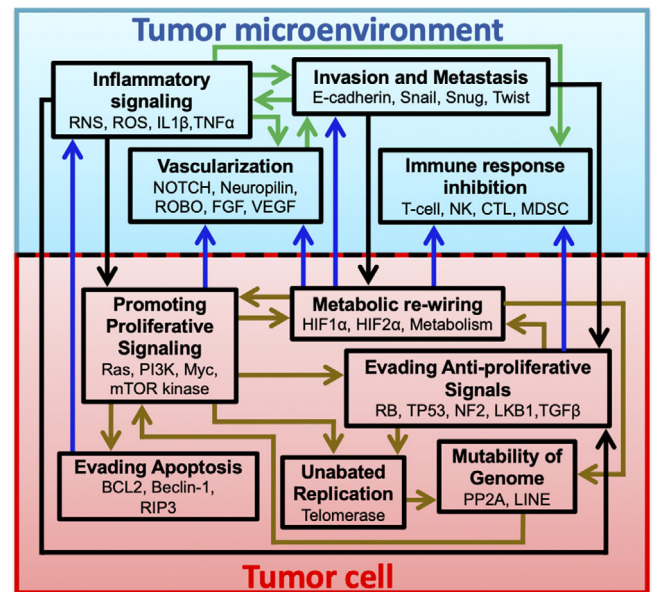 Tumor microenvironment
Inflammatory
signaling
RNS, ROS, IL1β,TNFα
Invasion and Metastasis
E-cadherin, Snail, Snug, Twist
Vascularization
NOTCH, Neuropilin,
ROBO, FGF, VEGF
Immune response
inhibition
T-cell, NK, CTL, MDSC
Promoting
Proliferative
Signaling
Ras, PI3K, Myc,
mTOR kinase
Metabolic re-wiring
HIF1α, HIF2α, Metabolism
Evading Anti-proliferative
Signals
RB, TP53, NF2, LKB1,TGFβ
Evading Apoptosis
BCL2, Beclin-1,
RIP3
Unabated
Replication
Telomerase
Mutability of
Genome
PP2A, LINE
Tumor cell